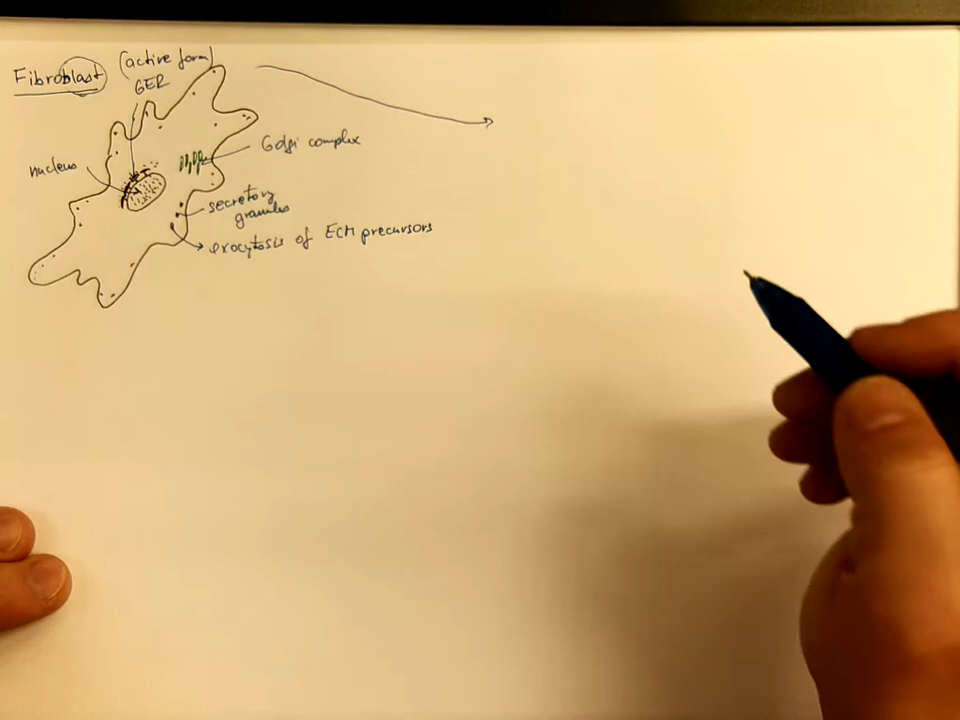 Fibroblast (active form)
GER
Golgi complex
nucleus
secretory
granules
exocytosis of ECM precursors